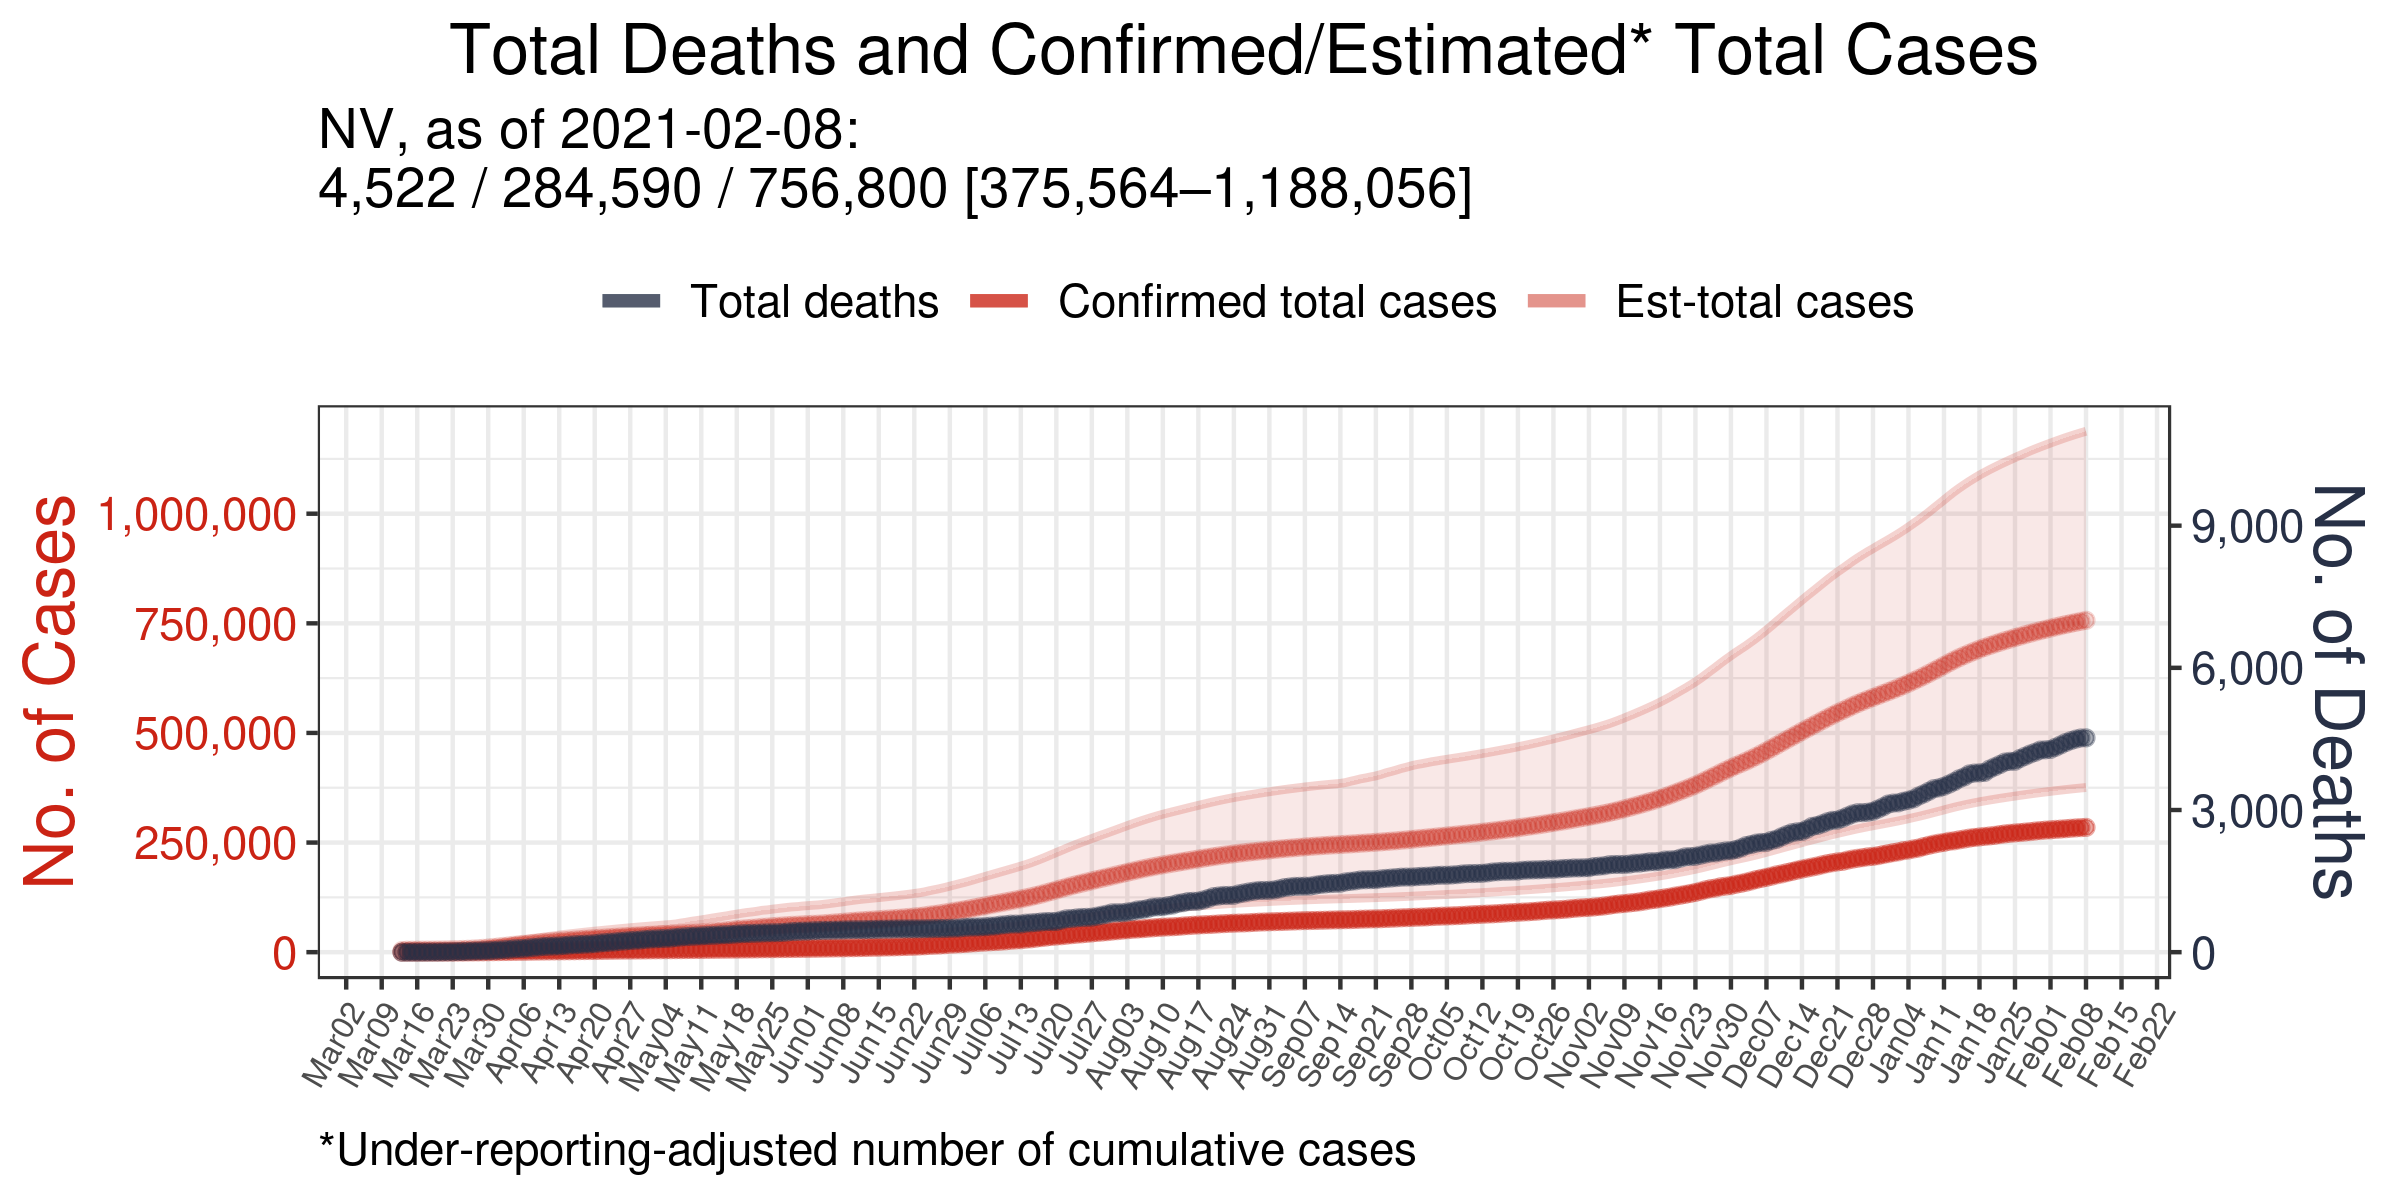 Total Deaths and Confirmed/Estimated* Total Cases
NV, as of 2021-02-08:
4,522 / 284,590 / 756,800 [375,564–1,188,056]
Total deaths
Confirmed total cases
Est-total cases
No. of Cases
1,000,000
750,000
500,000
250,000
0
9,000
6,000
3,000
0
No. of Deaths
Mar02
Mar09
Mar16
Mar23
Mar30
Apr06
Apr13
Apr20
Apr27
May04
May11
May18
May25
Jun01
Jun08
Jun15
Jun22
Jun29
Jul06
Jul13
Jul20
Jul27
Aug03
Aug10
Aug17
Aug24
Aug31
Sep07
Sep14
Sep21
Sep28
Oct05
Oct12
Oct19
Oct26
Nov02
Nov09
Nov16
Nov23
Nov30
Dec07
Dec14
Dec21
Dec28
Jan04
Jan11
Jan18
Jan25
Feb01
Feb08
Feb15
Feb22
*Under-reporting-adjusted number of cumulative cases